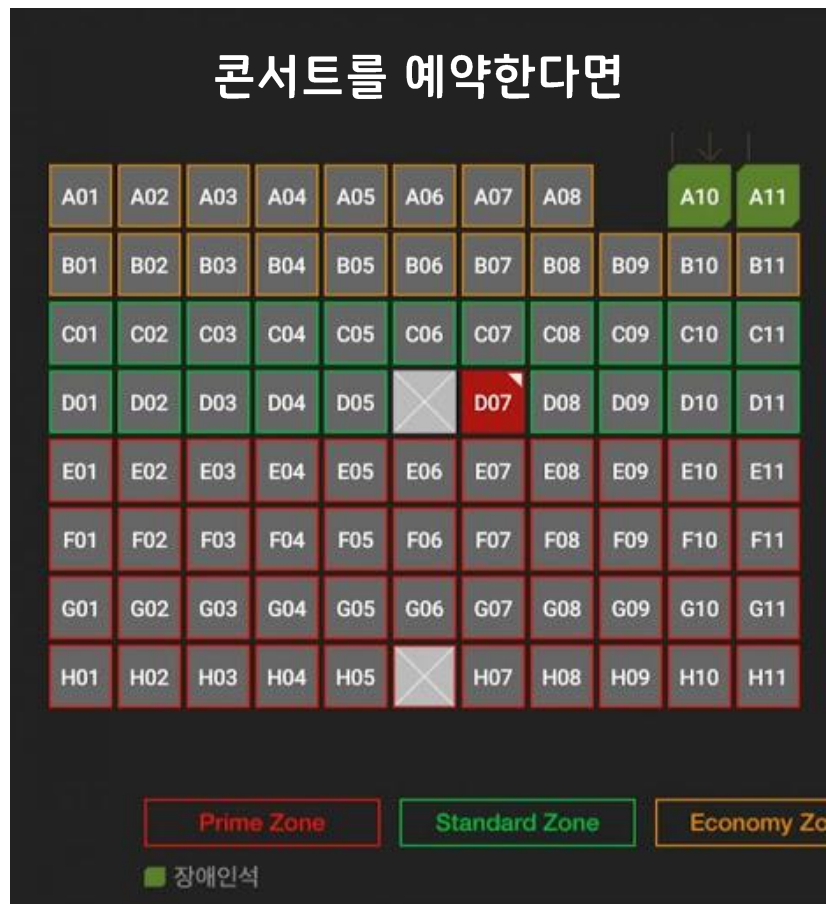 콘서트를 예약한다면
A01 A02 A03 A04 A05 A06 A07 A08 A10 A11
B01 B02 B03 B04 B05 B06 B07 B08 B09 B10 B11
C01 C02 C03 C04 C05 C06 C07 C08 C09 C10 C11
D01 D02 D03 D04 D05 D07 D08 D09 D10 D11
E01 E02 E03 E04 E05 E06 E07 E08 E09 E10 E11
F01 F02 F03 F04 F05 F06 F07 F08 F09 F10 F11
G01 G02 G03 G04 G05 G06 G07 G08 G09 G10 G11
H01 H02 H03 H04 H05 H07 H08 H09 H10 H11
Prime Zone Standard Zone Economy Zo
장애인석